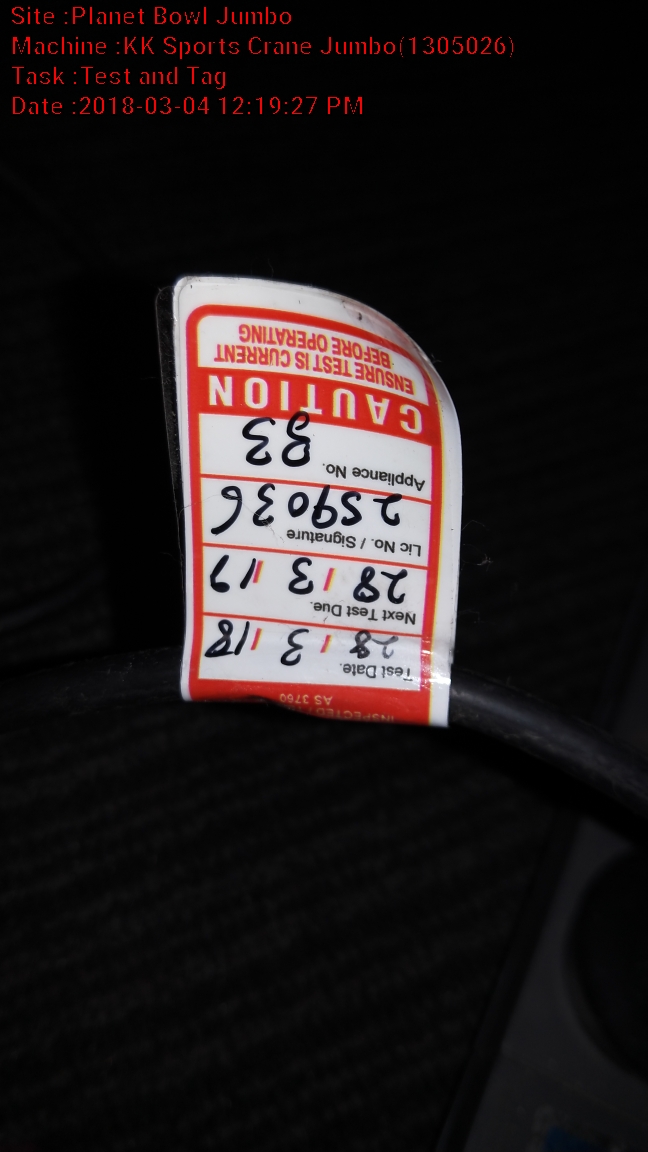 Site :Planet Bowl Jumbo
Machine :KK Sports Crane Jumbo(1305026)
Task :Test and Tag
Date :2018-03-04 12:19:27 PM
INSPECTED
AS 3760
Test Date.
28/3/18
Next Test Due.
28/3/19
Lic No. / Signature
259036
Appliance No. 83
CAUTION
ENSURE TEST IS CURRENT
BEFORE OPERATING